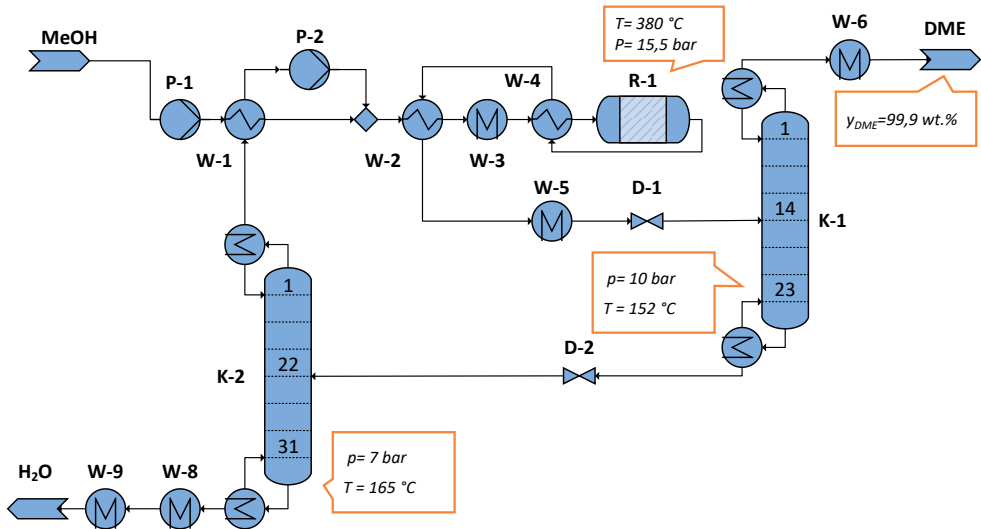 MeOH
P-1
W-1
P-2
W-2
W-3
W-4
T= 380 °C
P= 15,5 bar
R-1
W-6
DME
y_DME=99,9 wt.%
W-5
D-1
1
14
23
K-1
p= 10 bar
T = 152 °C
D-2
1
22
31
K-2
p= 7 bar
T = 165 °C
H₂O
W-9
W-8